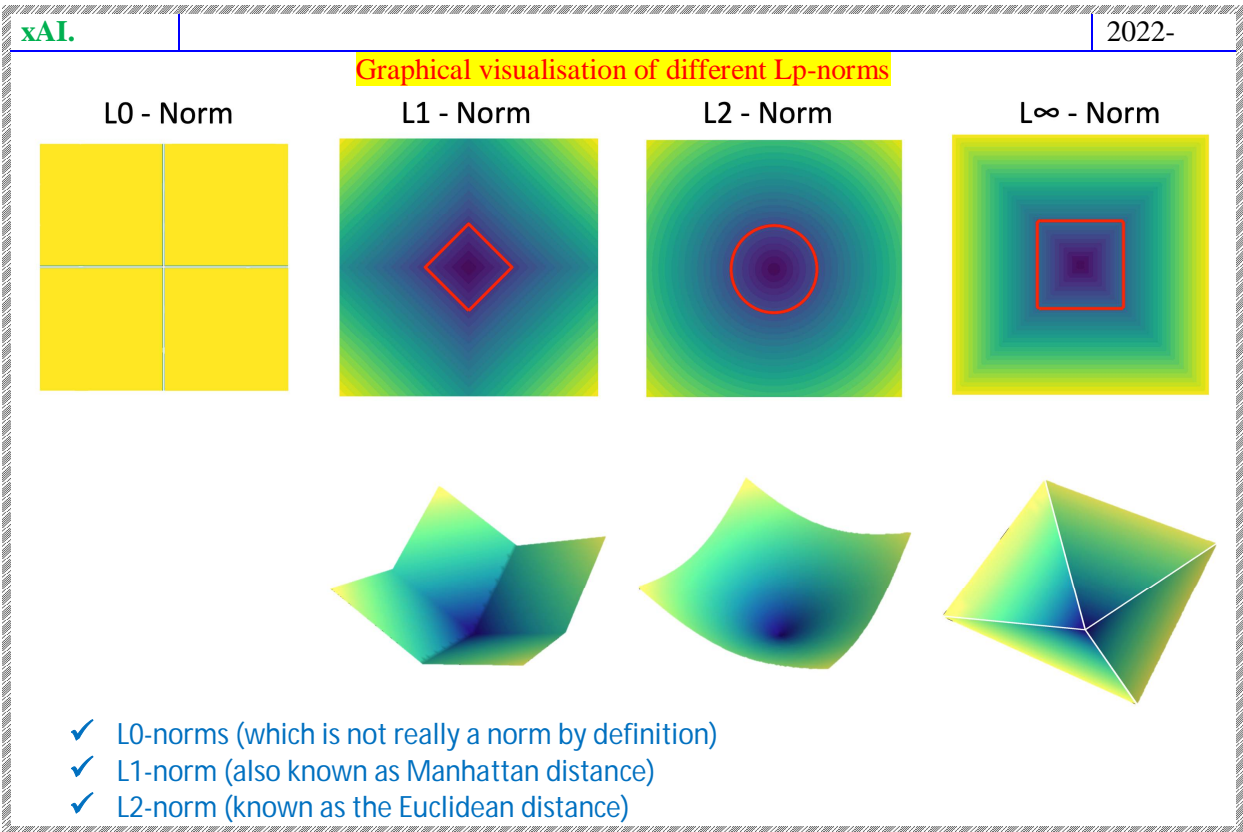 xAI.
2022-
Graphical visualisation of different Lp-norms
L0 - Norm
L1 - Norm
L2 - Norm
L∞ - Norm
✓ L0-norms (which is not really a norm by definition)
✓ L1-norm (also known as Manhattan distance)
✓ L2-norm (known as the Euclidean distance)